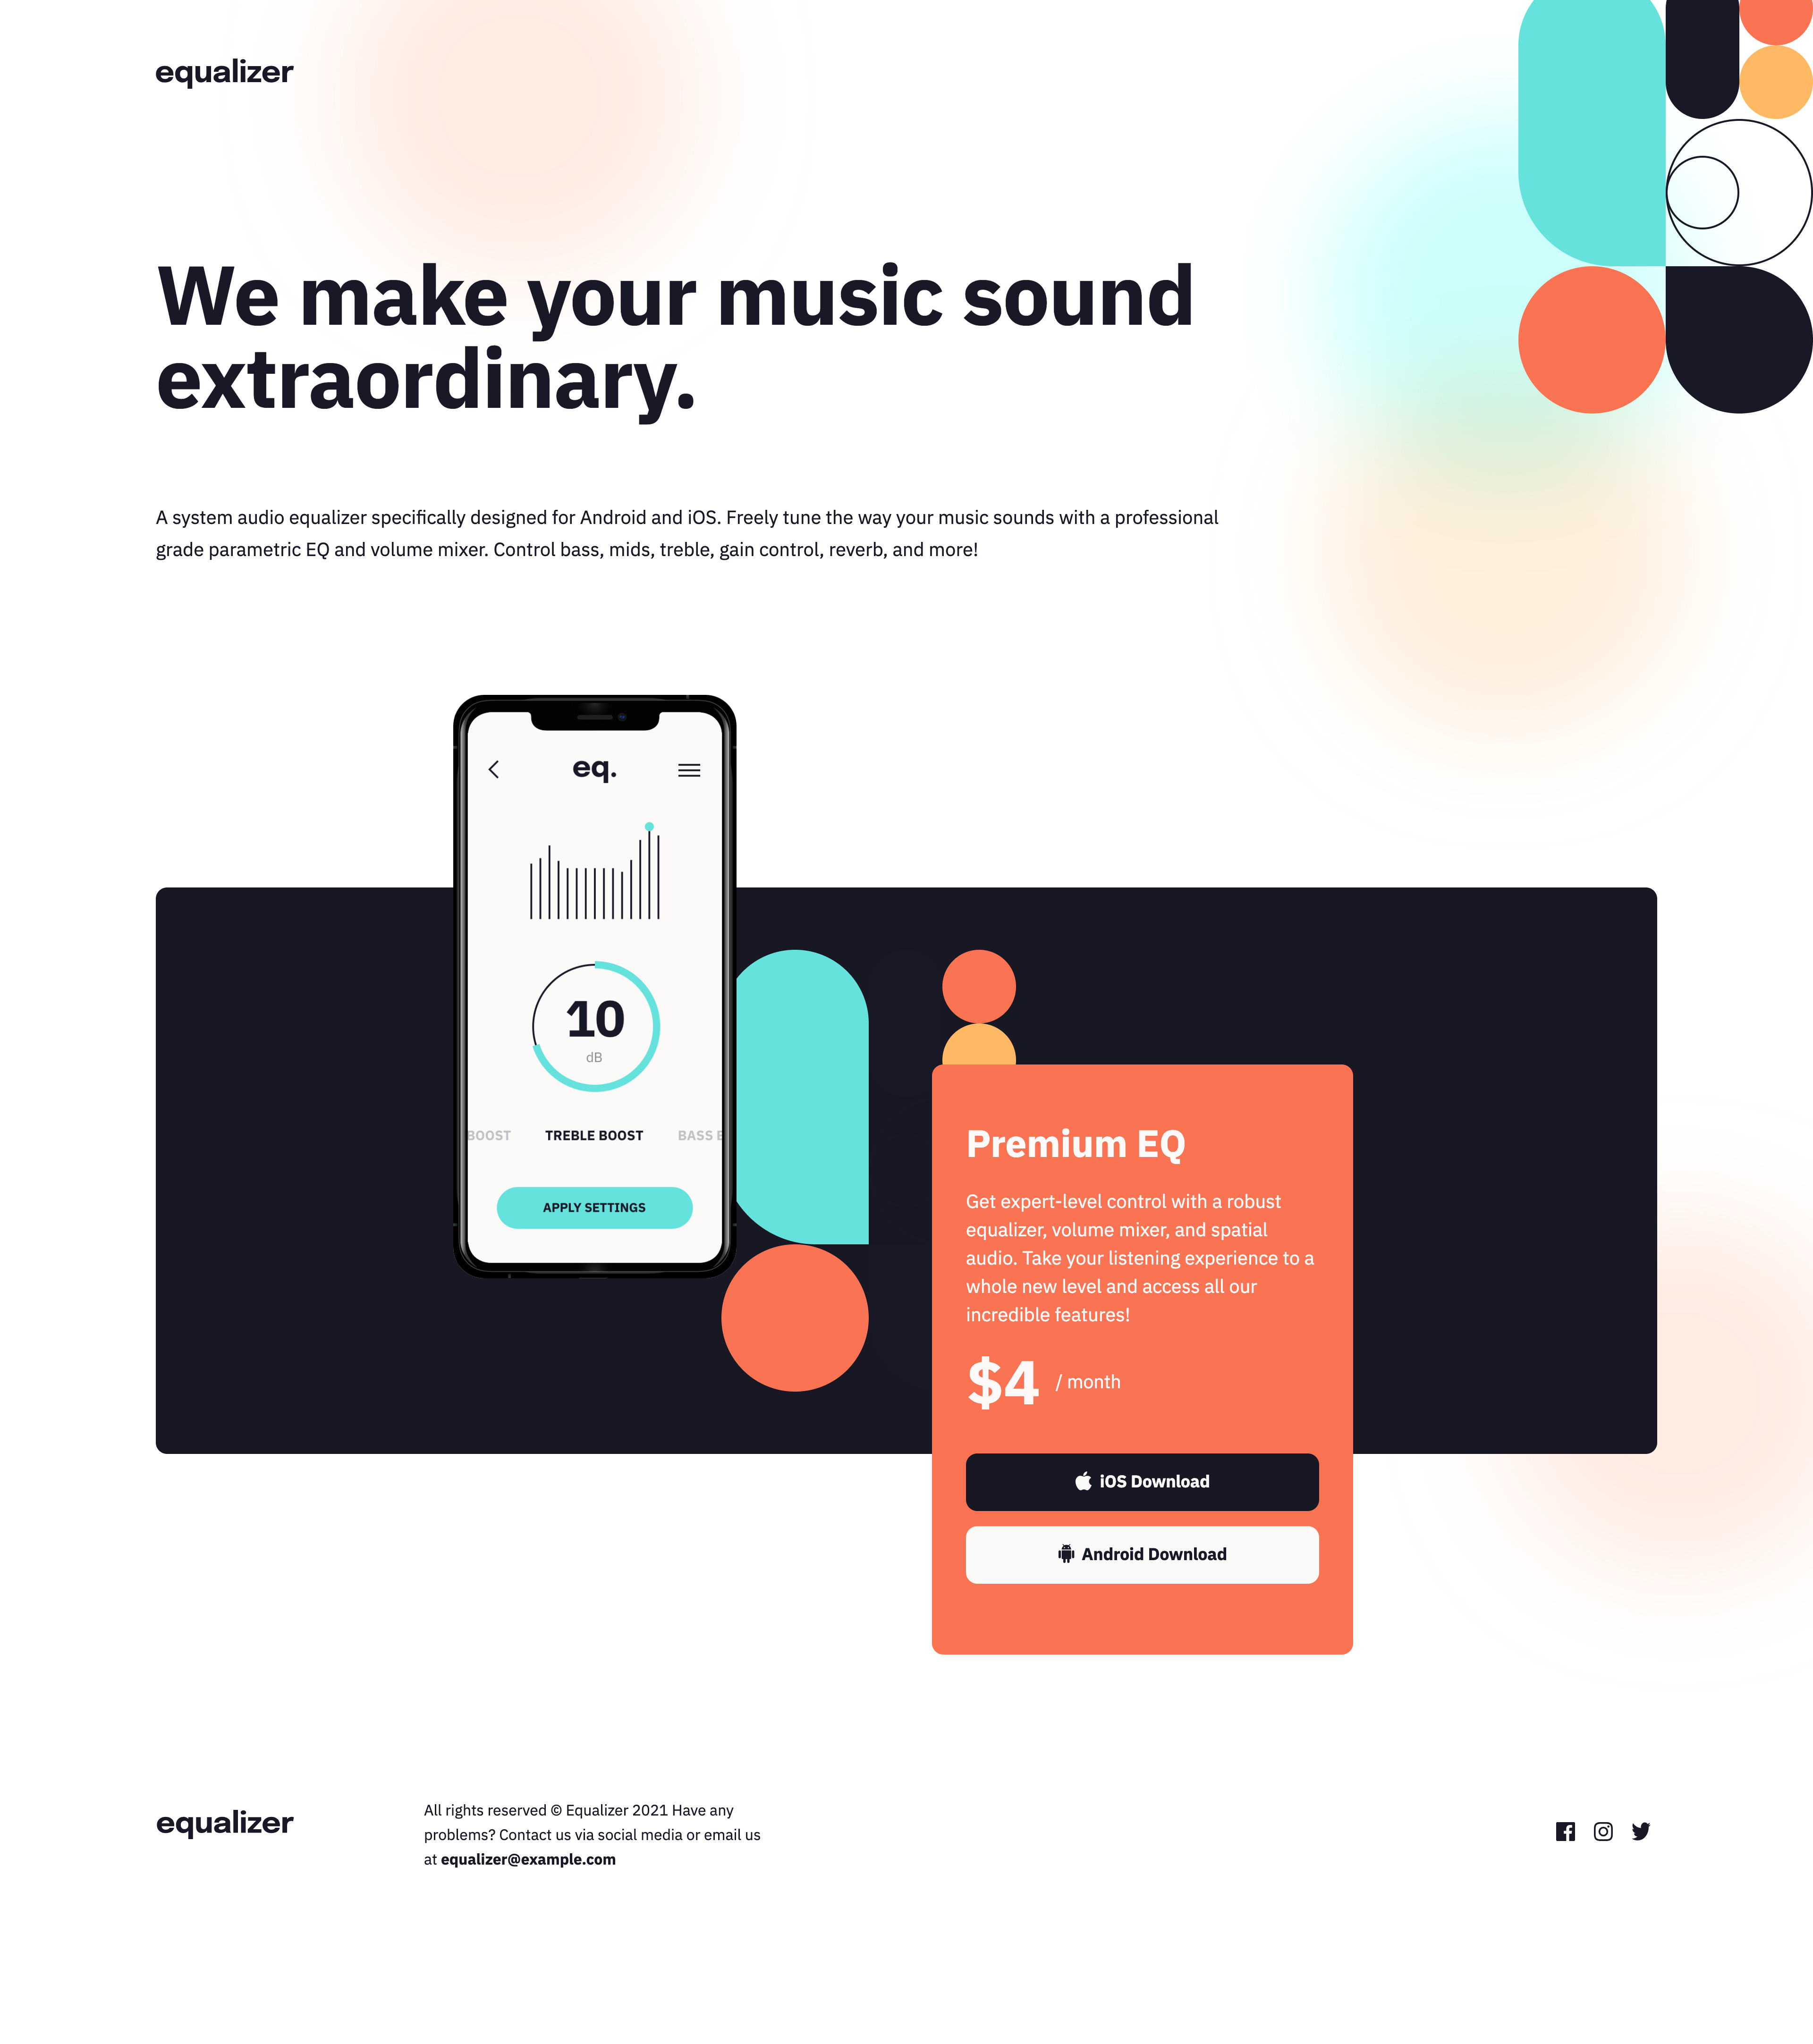 equalizer
We make your music sound
extraordinary.
A system audio equalizer specifically designed for Android and iOS. Freely tune the way your music sounds with a professional
grade parametric EQ and volume mixer. Control bass, mids, treble, gain control, reverb, and more!
eq.
10
dB
BOOST TREBLE BOOST BASS B
APPLY SETTINGS
Premium EQ
Get expert-level control with a robust
equalizer, volume mixer, and spatial
audio. Take your listening experience to a
whole new level and access all our
incredible features!
$4 / month
iOS Download
Android Download
equalizer
All rights reserved © Equalizer 2021 Have any
problems? Contact us via social media or email us
at equalizer@example.com